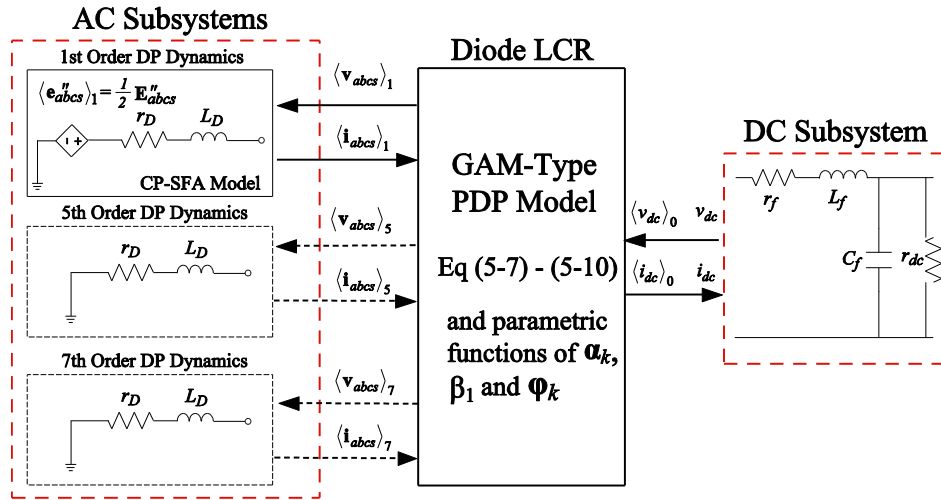 AC Subsystems
1st Order DP Dynamics
⟨e″abcs⟩₁ = ½ E″abcs
rD
LD
CP-SFA Model
5th Order DP Dynamics
rD
LD
7th Order DP Dynamics
rD
LD
⟨vabcs⟩₁
⟨iabcs⟩₁
⟨vabcs⟩₅
⟨iabcs⟩₅
⟨vabcs⟩₇
⟨iabcs⟩₇
Diode LCR
GAM-Type
PDP Model
Eq (5-7) - (5-10)
and parametric
functions of αk,
β₁ and φk
⟨vdc⟩₀ vdc
⟨idc⟩₀ idc
DC Subsystem
rf
Lf
Cf
rdc